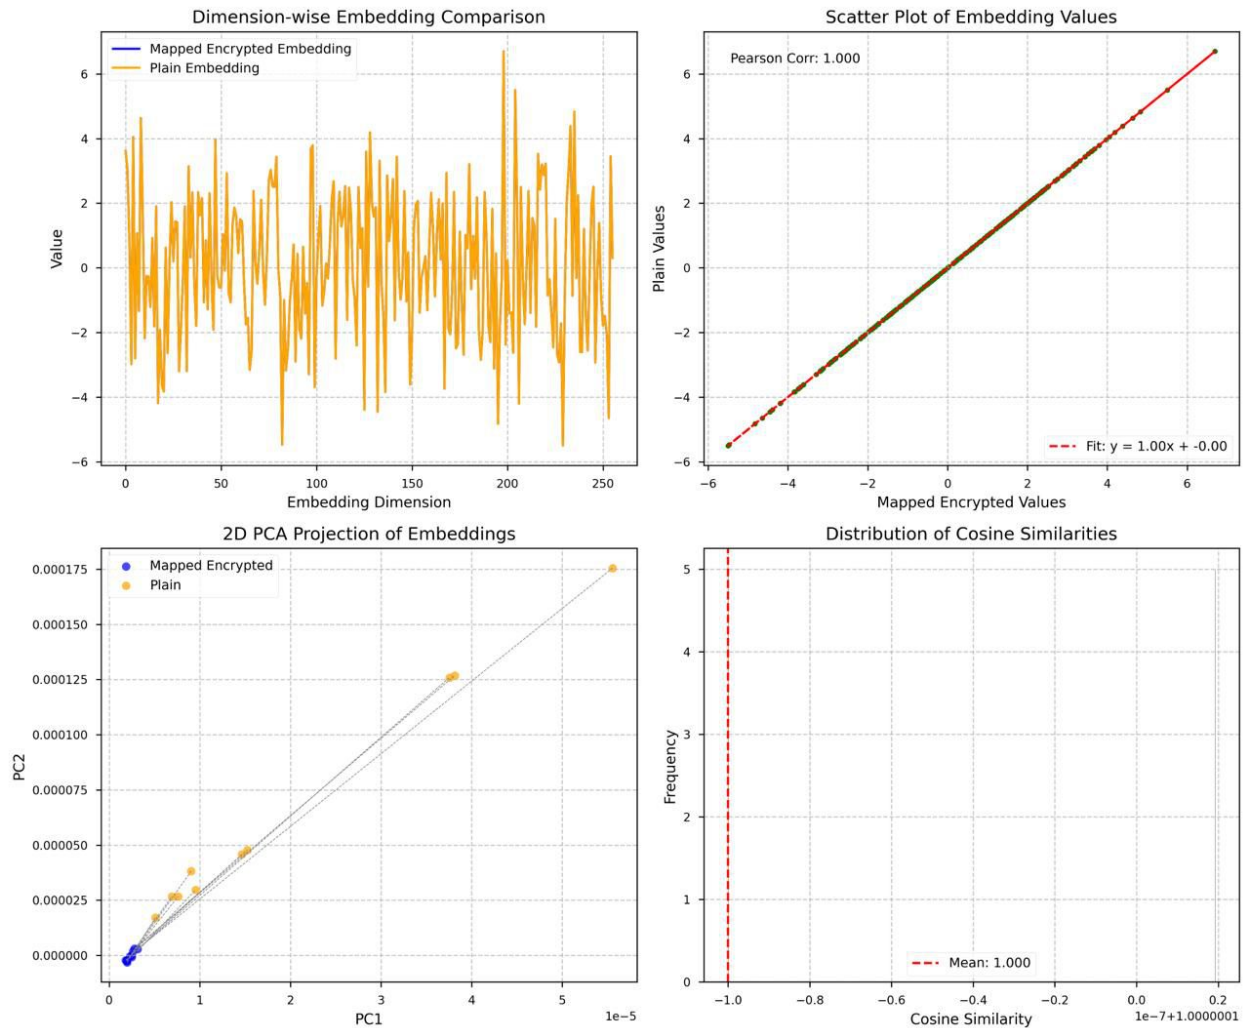 Dimension-wise Embedding Comparison
Mapped Encrypted Embedding
Plain Embedding
6
4
2
0
−2
−4
−6
Value
0
50
100
150
200
250
Embedding Dimension
Scatter Plot of Embedding Values
Pearson Corr: 1.000
6
4
2
0
−2
−4
−6
Plain Values
Fit: y = 1.00x + -0.00
−6
−4
−2
0
2
4
6
Mapped Encrypted Values
2D PCA Projection of Embeddings
Mapped Encrypted
Plain
0.000175
0.000150
0.000125
0.000100
0.000075
0.000050
0.000025
0.000000
PC2
0
1
2
3
4
5
1e−5
PC1
Distribution of Cosine Similarities
5
4
3
2
1
0
Frequency
Mean: 1.000
−1.0
−0.8
−0.6
−0.4
−0.2
0.0
0.2
1e−7+1.0000001
Cosine Similarity